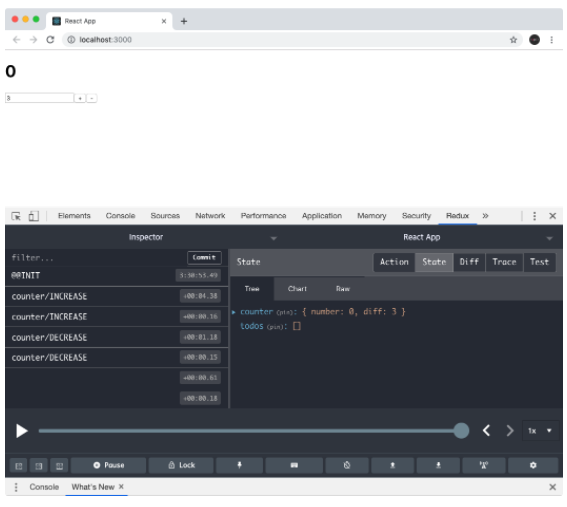 React App
localhost:3000
0
3 + -
Elements Console Sources Network Performance Application Memory Security Redux
Inspector React App
filter... Commit
@@INIT 3:30:53.49
counter/INCREASE +00:04.38
counter/INCREASE +00:00.16
counter/DECREASE +00:01.18
counter/DECREASE +00:00.15
+00:00.61
+00:00.18
State Action State Diff Trace Test
Tree Chart Raw
counter (pin): { number: 0, diff: 3 }
todos (pin): []
1x
Pause Lock
Console What's New